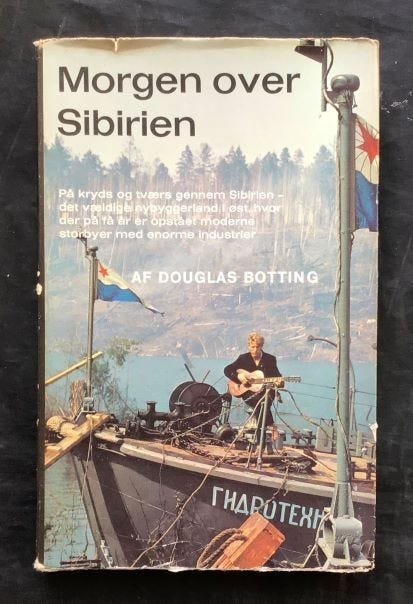 Morgen over
Sibirien
På kryds og tværs gennem Sibirien –
det vældige nybyggerland i øst, hvor
der på få år er opstået moderne
storbyer med enorme industrier
AF DOUGLAS BOTTING
ГИДРОТЕХН